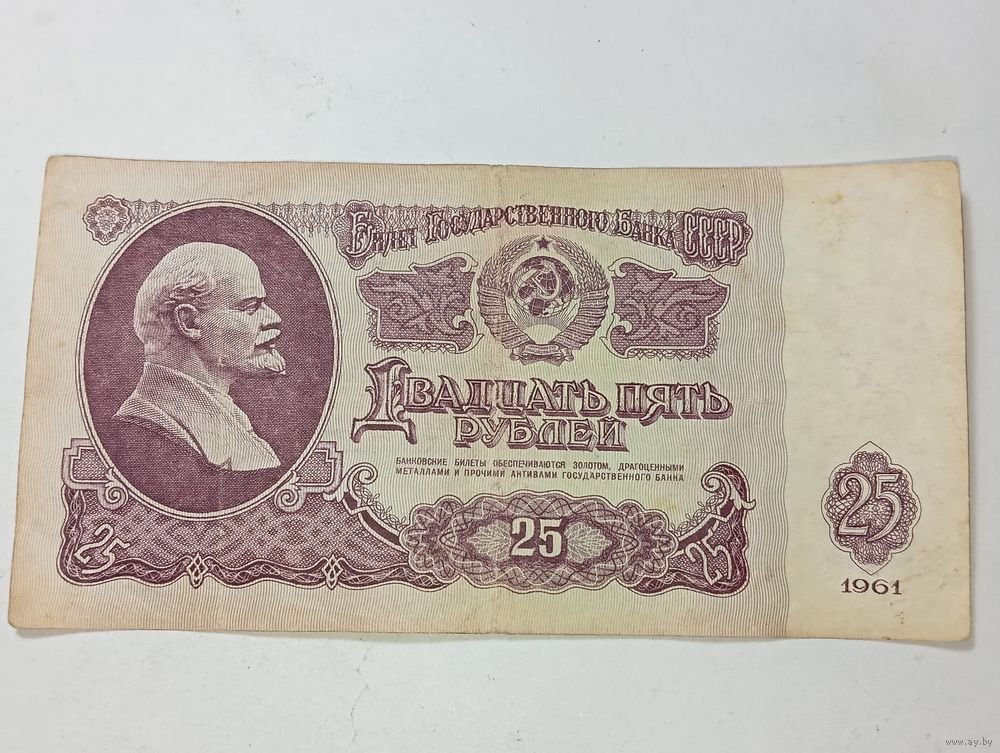 Билет Государственного Банка СССР
Двадцать пять
рублей
БАНКОВСКИЕ БИЛЕТЫ ОБЕСПЕЧИВАЮТСЯ ЗОЛОТОМ, ДРАГОЦЕННЫМИ
МЕТАЛЛАМИ И ПРОЧИМИ АКТИВАМИ ГОСУДАРСТВЕННОГО БАНКА
25
25
25
25
1961
www.ay.by